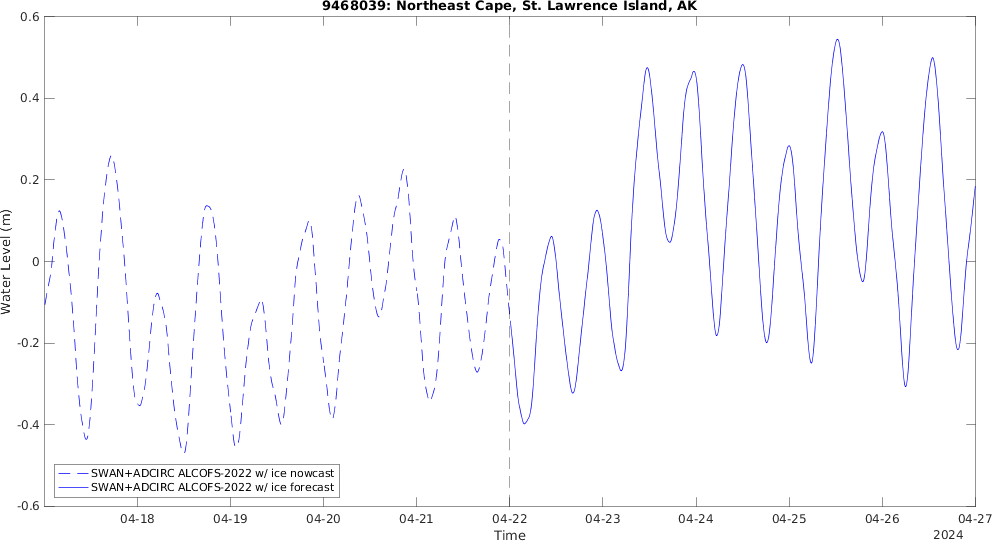 9468039: Northeast Cape, St. Lawrence Island, AK
0.6
0.4
0.2
0
-0.2
-0.4
-0.6
Water Level (m)
SWAN+ADCIRC ALCOFS-2022 w/ ice nowcast
SWAN+ADCIRC ALCOFS-2022 w/ ice forecast
04-18 04-19 04-20 04-21 04-22 04-23 04-24 04-25 04-26 04-27
Time
2024